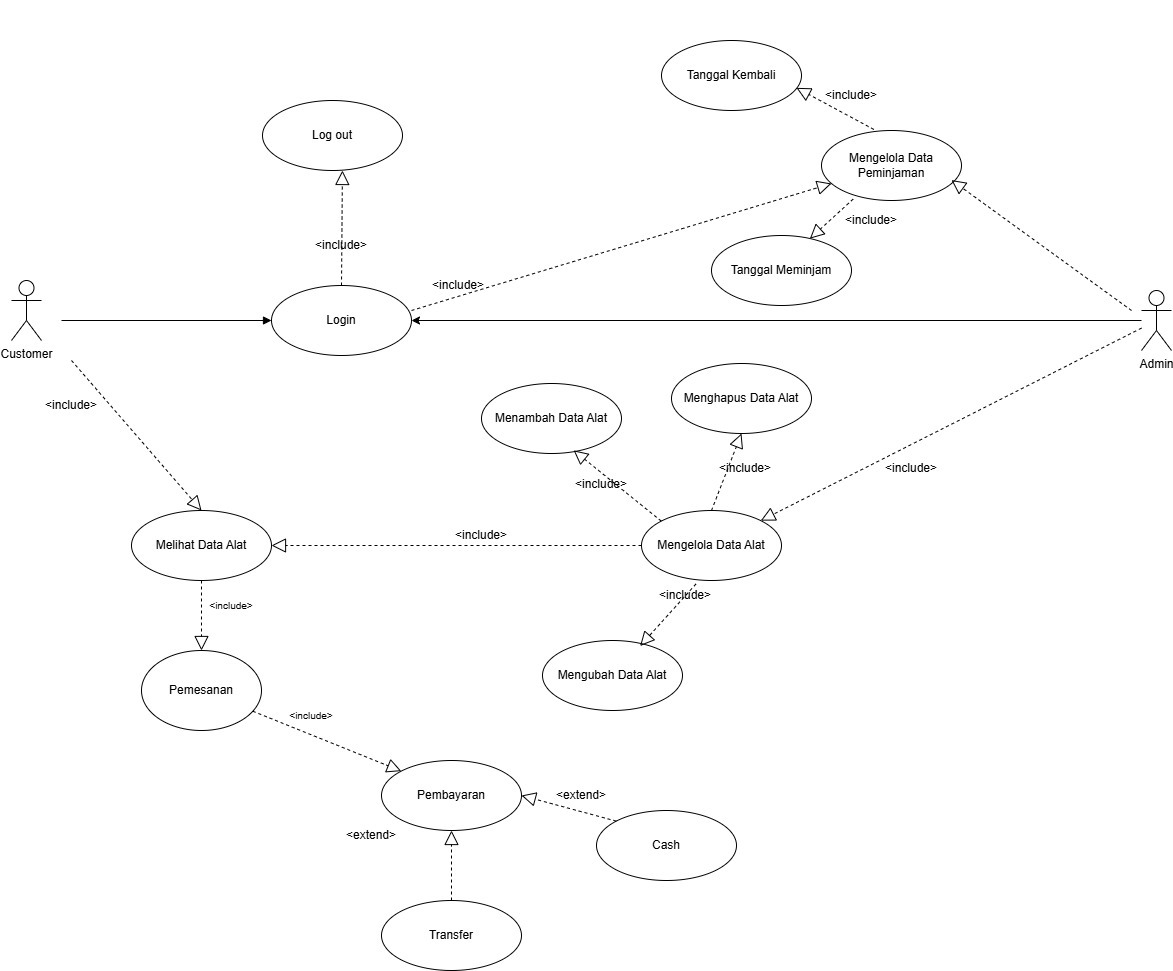 Tanggal Kembali
<include>
Log out
Mengelola Data
Peminjaman
<include>
<include>
Tanggal Meminjam
<include>
Login
Customer
Admin
<include>
Menghapus Data Alat
Menambah Data Alat
<include>
<include>
<include>
<include>
Melihat Data Alat
Mengelola Data Alat
<include>
<include>
Mengubah Data Alat
Pemesanan
<include>
Pembayaran
<extend>
<extend>
Cash
Transfer